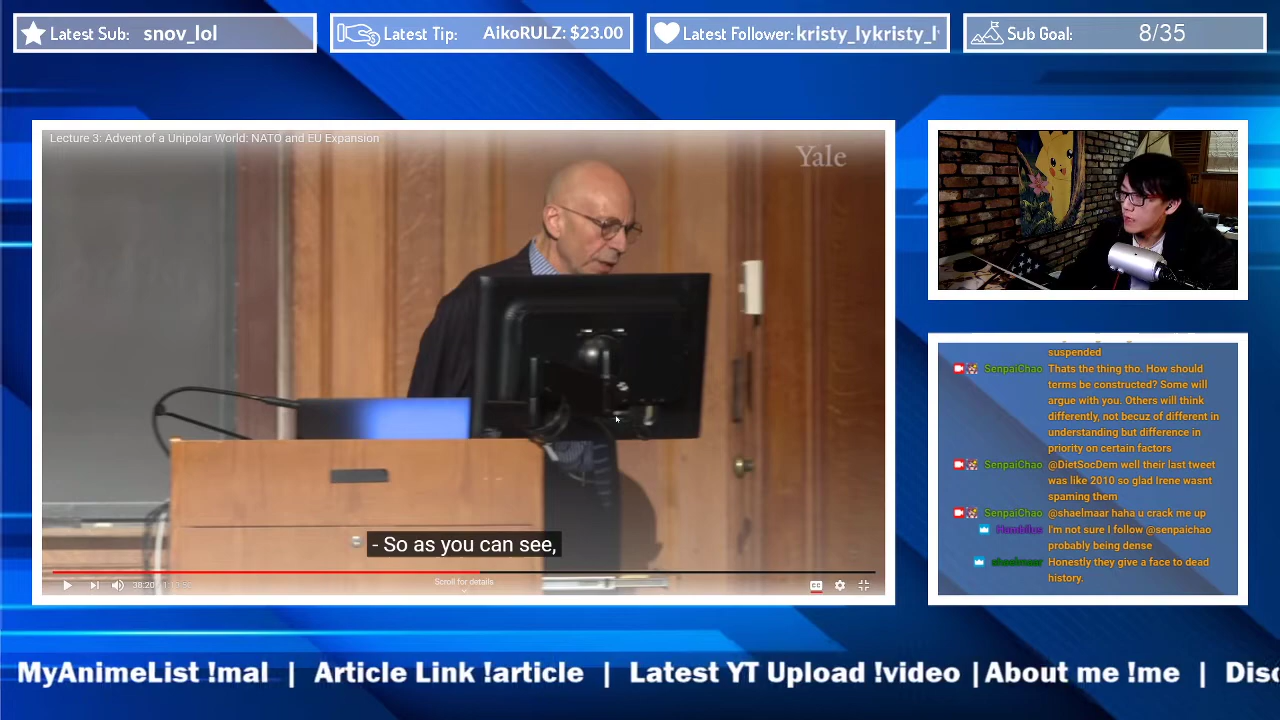 Latest Sub: snov_lol
Latest Tip: AikoRULZ: $23.00
Latest Follower: kristy_lykristy_l
Sub Goal: 8/35
Lecture 3: Advent of a Unipolar World: NATO and EU Expansion
Yale
- So as you can see,
38:20
Scroll for details
CC
suspended
SenpaiChao Thats the thing tho. How should
terms be constructed? Some will
argue with you. Others will think
differently, not becuz of different in
understanding but difference in
priority on certain factors
SenpaiChao @DietSocDem well their last tweet
was like 2010 so glad Irene wasnt
spaming them
SenpaiChao @shaelmaar haha u crack me up
I'm not sure I follow @senpaichao
probably being dense
shaelmaar Honestly they give a face to dead
history.
MyAnimeList !mal | Article Link !article | Latest YT Upload !video | About me !me | Disc